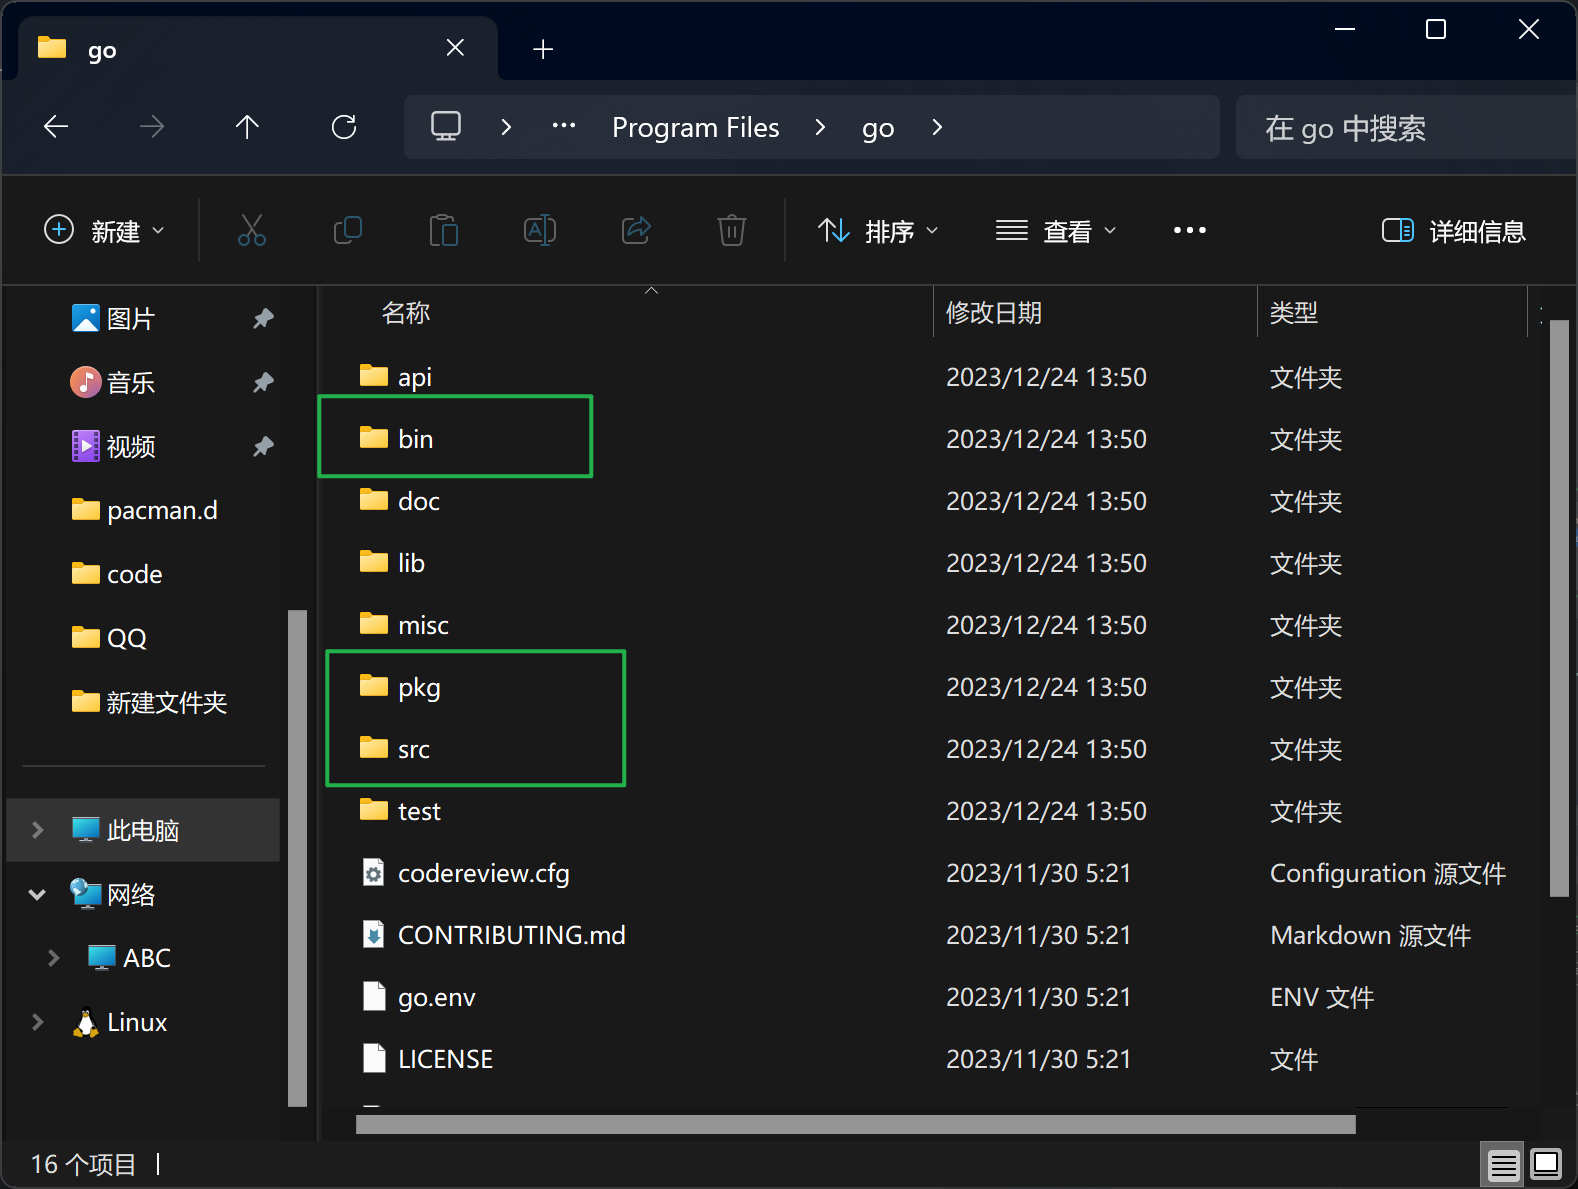 go
Program Files go
在 go 中搜索
新建
排序
查看
详细信息
图片
音乐
视频
pacman.d
code
QQ
新建文件夹
此电脑
网络
ABC
Linux
名称 修改日期 类型
api 2023/12/24 13:50 文件夹
bin 2023/12/24 13:50 文件夹
doc 2023/12/24 13:50 文件夹
lib 2023/12/24 13:50 文件夹
misc 2023/12/24 13:50 文件夹
pkg 2023/12/24 13:50 文件夹
src 2023/12/24 13:50 文件夹
test 2023/12/24 13:50 文件夹
codereview.cfg 2023/11/30 5:21 Configuration 源文件
CONTRIBUTING.md 2023/11/30 5:21 Markdown 源文件
go.env 2023/11/30 5:21 ENV 文件
LICENSE 2023/11/30 5:21 文件
16 个项目